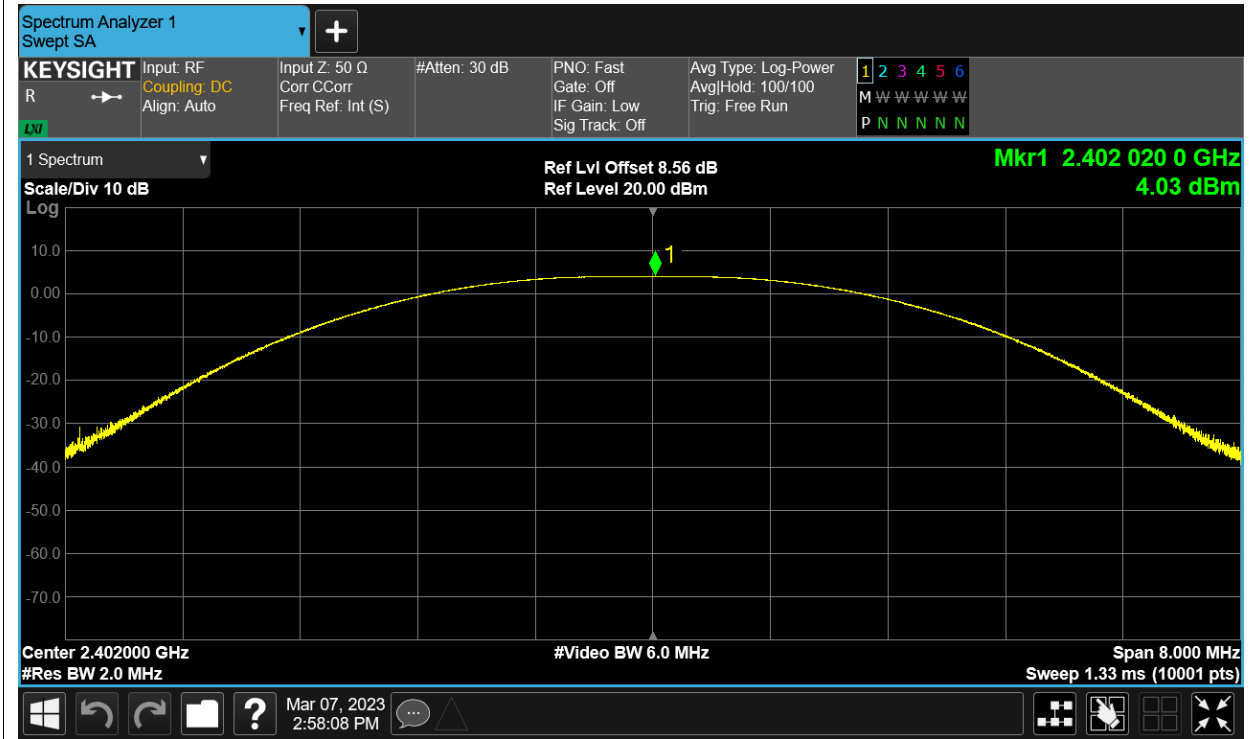 Spectrum Analyzer 1
Swept SA
+
KEYSIGHT Input: RF Input Z: 50 Ω #Atten: 30 dB PNO: Fast Avg Type: Log-Power 1 2 3 4 5 6
R Coupling: DC Corr CCorr Gate: Off Avg|Hold: 100/100 M W W W W W
Align: Auto Freq Ref: Int (S) IF Gain: Low Trig: Free Run
LXI Sig Track: Off P N N N N N
1 Spectrum Ref Lvl Offset 8.56 dB Mkr1 2.402 020 0 GHz
Scale/Div 10 dB Ref Level 20.00 dBm 4.03 dBm
Log
1
10.0
0.00
-10.0
-20.0
-30.0
-40.0
-50.0
-60.0
-70.0
Center 2.402000 GHz #Video BW 6.0 MHz Span 8.000 MHz
#Res BW 2.0 MHz Sweep 1.33 ms (10001 pts)
? Mar 07, 2023
2:58:08 PM